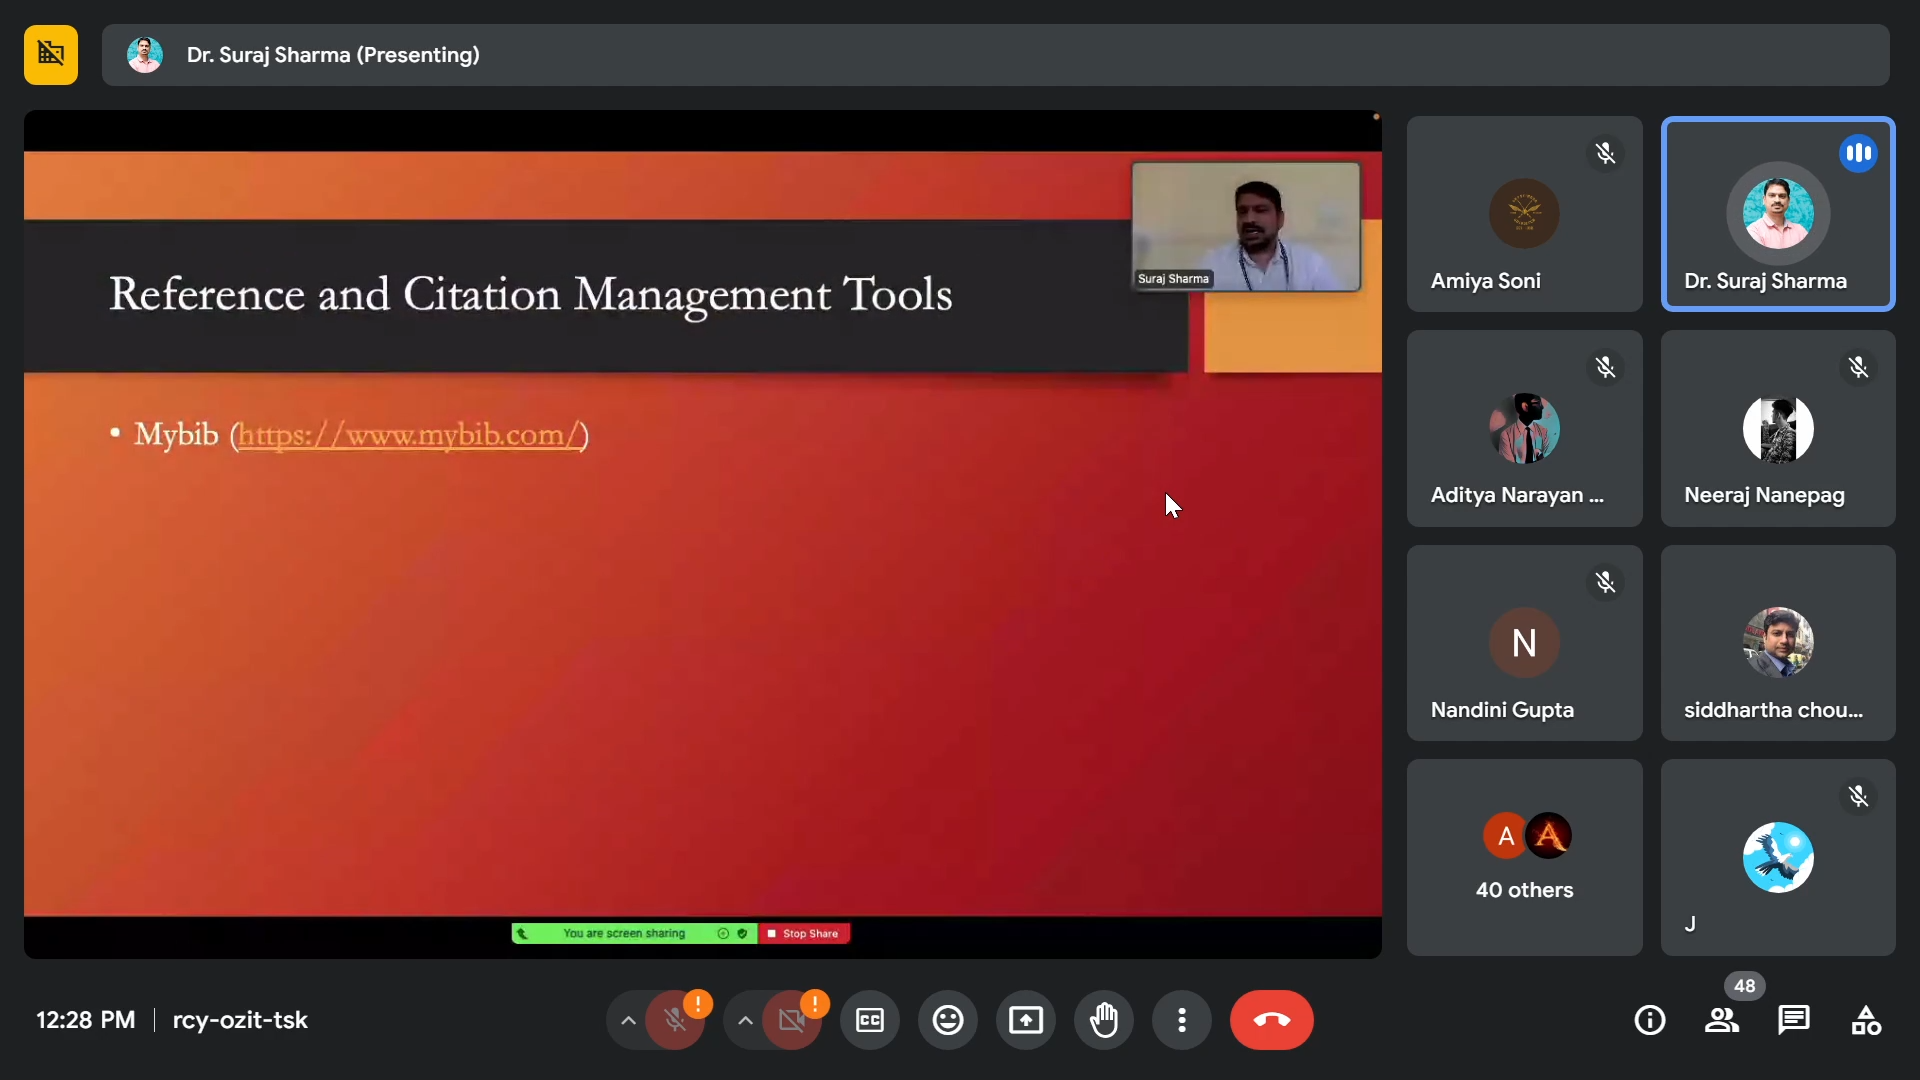 Dr. Suraj Sharma (Presenting)
Reference and Citation Management Tools
Suraj Sharma
• Mybib (https://www.mybib.com/)
You are screen sharing
Stop Share
Amiya Soni
Dr. Suraj Sharma
Aditya Narayan ...
Neeraj Nanepag
N
Nandini Gupta
siddhartha chou...
A
A
40 others
J
12:28 PM
rcy-ozit-tsk
!
!
CC
48